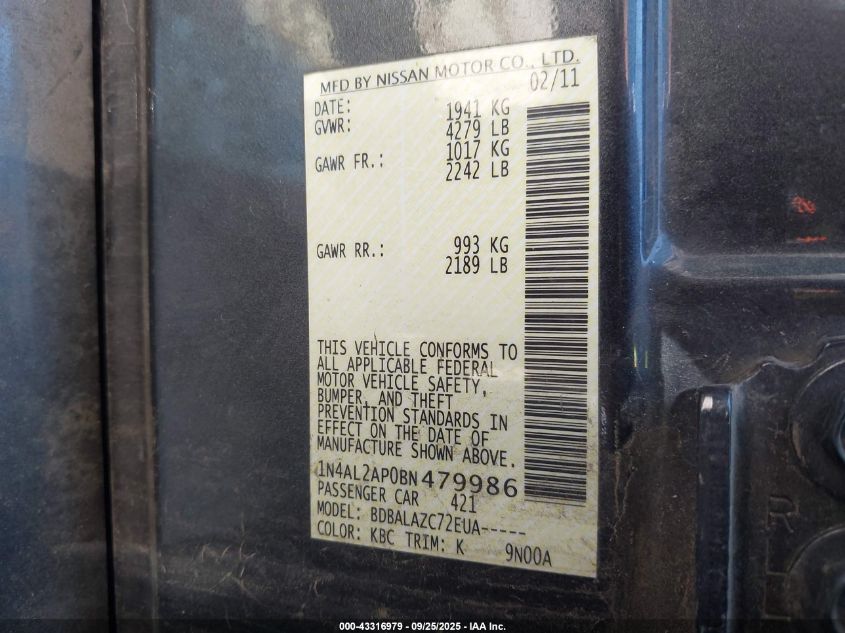 MFD BY NISSAN MOTOR CO., LTD.
DATE: 02/11
GVWR: 1941 KG
4279 LB
GAWR FR.: 1017 KG
2242 LB
GAWR RR.: 993 KG
2189 LB
THIS VEHICLE CONFORMS TO
ALL APPLICABLE FEDERAL
MOTOR VEHICLE SAFETY,
BUMPER, AND THEFT
PREVENTION STANDARDS IN
EFFECT ON THE DATE OF
MANUFACTURE SHOWN ABOVE.
1N4AL2AP0BN479986
PASSENGER CAR 421
MODEL: BDBALAZC72EUA-----
COLOR: KBC TRIM: K 9N00A
000-43316979 - 09/25/2025 - IAA Inc.